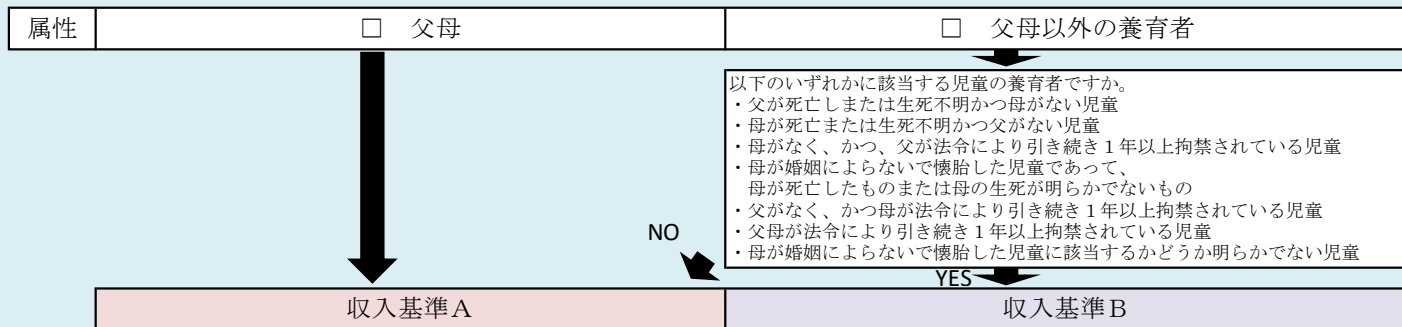 属性
□ 父母
□ 父母以外の養育者
以下のいずれかに該当する児童の養育者ですか。
・父が死亡しまたは生死不明かつ母がない児童
・母が死亡または生死不明かつ父がない児童
・母がなく、かつ、父が法令により引き続き１年以上拘禁されている児童
・母が婚姻によらないで懐胎した児童であって、
母が死亡したものまたは母の生死が明らかでないもの
・父がなく、かつ母が法令により引き続き１年以上拘禁されている児童
・父母が法令により引き続き１年以上拘禁されている児童
・母が婚姻によらないで懐胎した児童に該当するかどうか明らかでない児童
NO
YES
収入基準Ａ
収入基準Ｂ